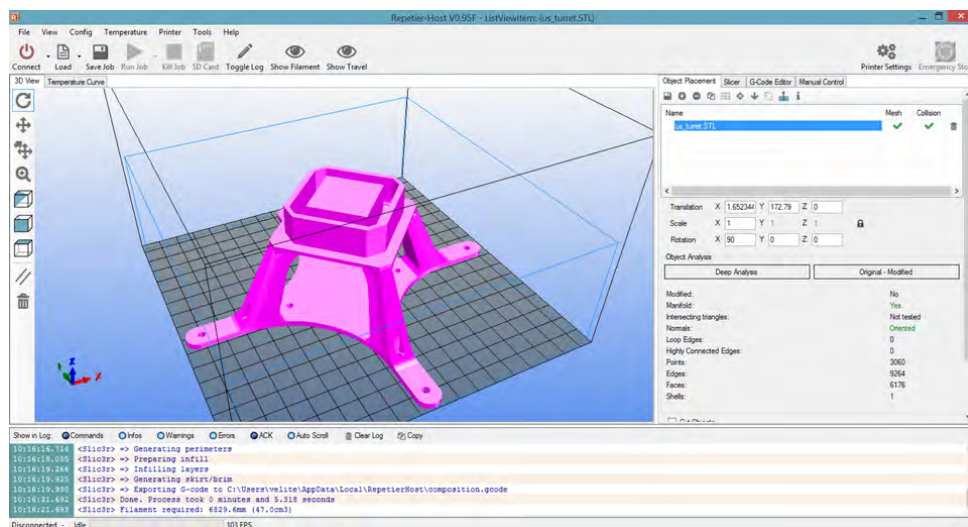 Repetier-Host V0.95F - ListViewItem: {us_turret.STL}
File View Config Temperature Printer Tools Help
Connect Load Save Job Run Job Kill Job SD Card Toggle Log Show Filament Show Travel Printer Settings Emergency Sto
3D View Temperature Curve
Object Placement Slicer G-Code Editor Manual Control
Name Mesh Collision
us_turret.STL
Translation X 1.652344 Y 172.79 Z 0
Scale X 1 Y 1 Z 1
Rotation X 90 Y 0 Z 0
Object Analysis
Deep Analysis Original - Modified
Modified: No
Manifold: Yes
Intersecting triangles: Not tested
Normals: Oriented
Loop Edges: 0
Highly Connected Edges: 0
Points: 3060
Edges: 9264
Faces: 6176
Shells: 1
z
x
Show in Log: Commands Infos Warnings Errors ACK Auto Scroll Clear Log Copy
10:16:16.714 <Slic3r> => Generating perimeters
<Slic3r> => Preparing infill
10:16:19.266 <Slic3r> => Infilling layers
10:16:19.925 <Slic3r> => Generating skirt/brim
10:16:19.930 <Slic3r> => Exporting G-code to C:\Users\velite\AppData\Local\RepetierHost\composition.gcode
10:16:21.692 <Slic3r> Done. Process took 0 minutes and 5.318 seconds
10:16:21.693 <Slic3r> Filament required: 6829.6mm (47.0cm3)
Disconnected - Idle 103 FPS